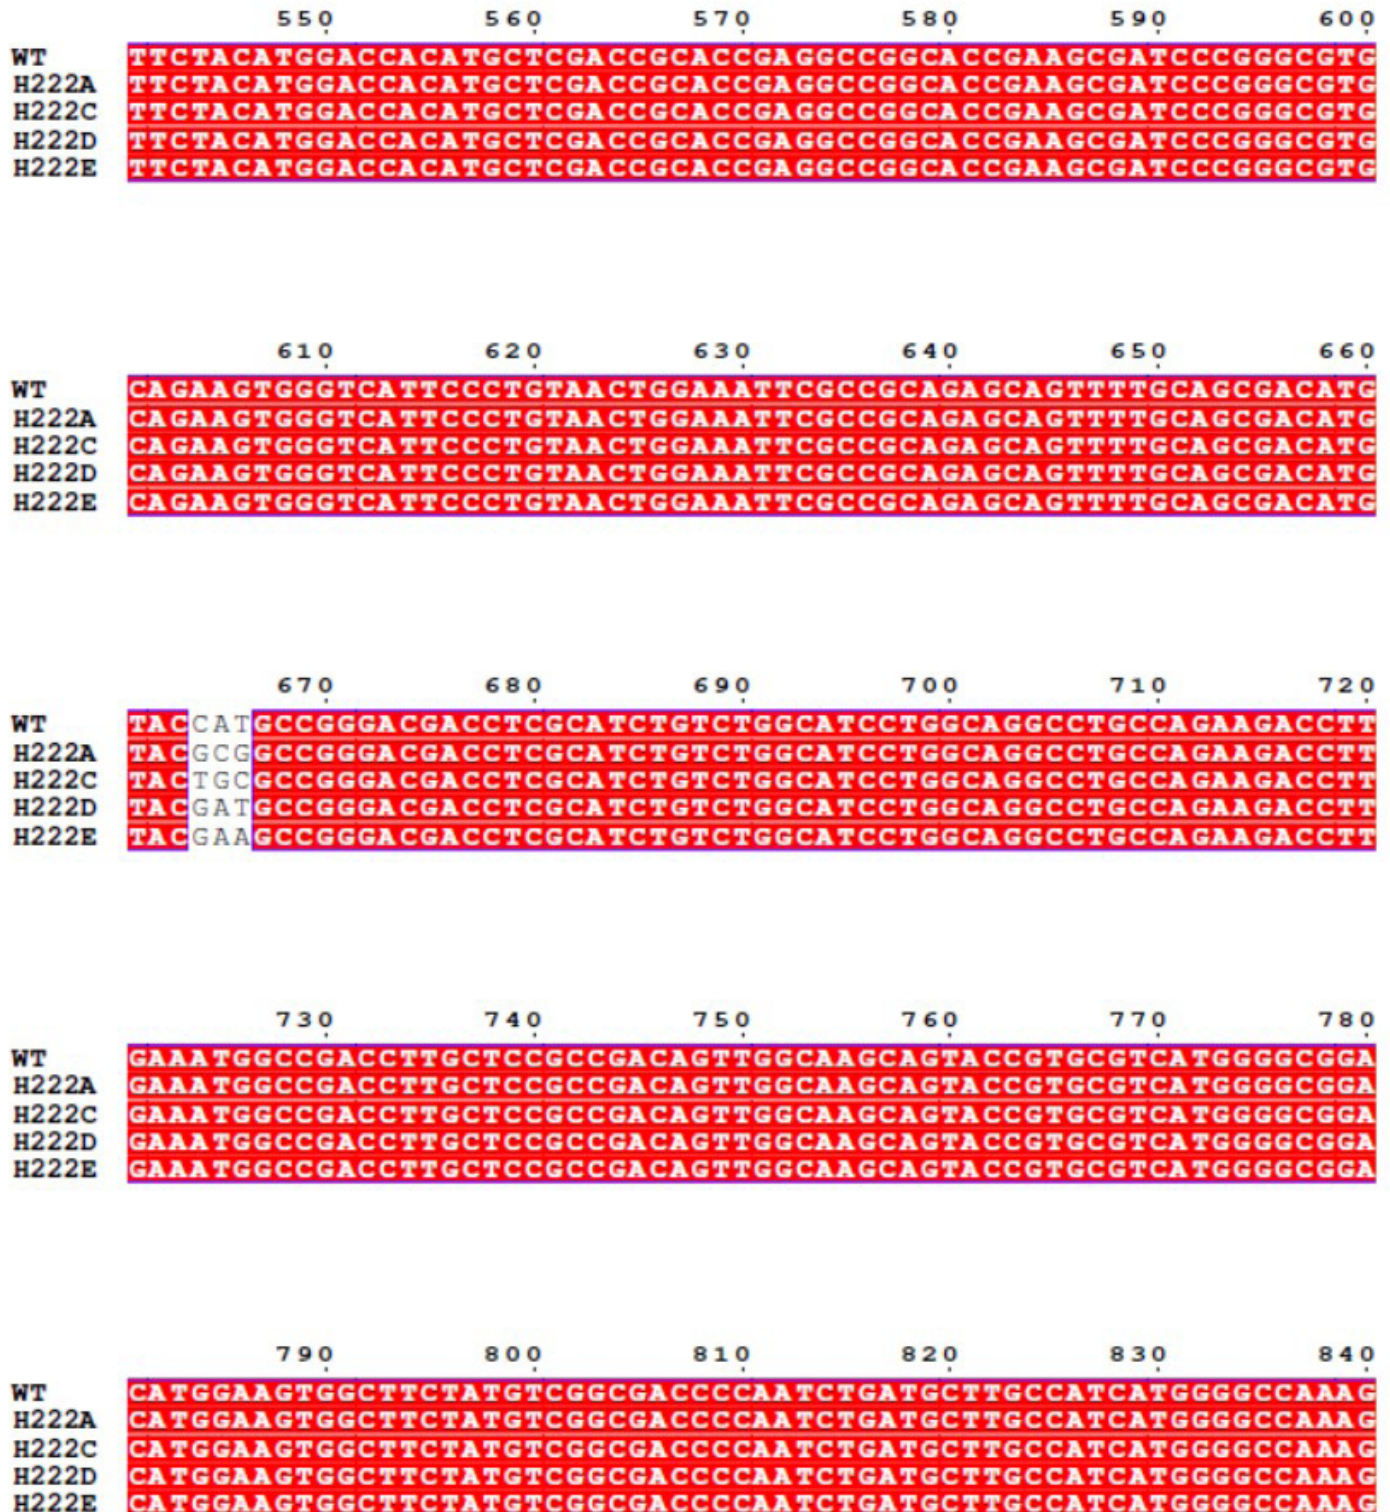 550 560 570 580 590 600
WT TTCTACATGGACCACATGCTCGACCGCACCGAGGCCGGCACCGAAGCGATCCCGGGCGTG
H222A TTCTACATGGACCACATGCTCGACCGCACCGAGGCCGGCACCGAAGCGATCCCGGGCGTG
H222C TTCTACATGGACCACATGCTCGACCGCACCGAGGCCGGCACCGAAGCGATCCCGGGCGTG
H222D TTCTACATGGACCACATGCTCGACCGCACCGAGGCCGGCACCGAAGCGATCCCGGGCGTG
H222E TTCTACATGGACCACATGCTCGACCGCACCGAGGCCGGCACCGAAGCGATCCCGGGCGTG
610 620 630 640 650 660
WT CAGAAGTGGGTCATTCCCTGTAACTGGAAATTCGCCGCAGAGCAGTTTTGCAGCGACATG
H222A CAGAAGTGGGTCATTCCCTGTAACTGGAAATTCGCCGCAGAGCAGTTTTGCAGCGACATG
H222C CAGAAGTGGGTCATTCCCTGTAACTGGAAATTCGCCGCAGAGCAGTTTTGCAGCGACATG
H222D CAGAAGTGGGTCATTCCCTGTAACTGGAAATTCGCCGCAGAGCAGTTTTGCAGCGACATG
H222E CAGAAGTGGGTCATTCCCTGTAACTGGAAATTCGCCGCAGAGCAGTTTTGCAGCGACATG
670 680 690 700 710 720
WT TACCATGCCGGGACGACCTCGCATCTGTCTGGCATCCTGGCAGGCCTGCCAGAAGACCTT
H222A TACGCGGCCGGGACGACCTCGCATCTGTCTGGCATCCTGGCAGGCCTGCCAGAAGACCTT
H222C TACTGCGCCGGGACGACCTCGCATCTGTCTGGCATCCTGGCAGGCCTGCCAGAAGACCTT
H222D TACGATGCCGGGACGACCTCGCATCTGTCTGGCATCCTGGCAGGCCTGCCAGAAGACCTT
H222E TACGAAGCCGGGACGACCTCGCATCTGTCTGGCATCCTGGCAGGCCTGCCAGAAGACCTT
730 740 750 760 770 780
WT GAAATGGCCGACCTTGCTCCGCCGACAGTTGGCAAGCAGTACCGTGCGTCATGGGGCGGA
H222A GAAATGGCCGACCTTGCTCCGCCGACAGTTGGCAAGCAGTACCGTGCGTCATGGGGCGGA
H222C GAAATGGCCGACCTTGCTCCGCCGACAGTTGGCAAGCAGTACCGTGCGTCATGGGGCGGA
H222D GAAATGGCCGACCTTGCTCCGCCGACAGTTGGCAAGCAGTACCGTGCGTCATGGGGCGGA
H222E GAAATGGCCGACCTTGCTCCGCCGACAGTTGGCAAGCAGTACCGTGCGTCATGGGGCGGA
790 800 810 820 830 840
WT CATGGAAGTGGCTTCTATGTCGGCGACCCCAATCTGATGCTTGCCATCATGGGGCCAAAG
H222A CATGGAAGTGGCTTCTATGTCGGCGACCCCAATCTGATGCTTGCCATCATGGGGCCAAAG
H222C CATGGAAGTGGCTTCTATGTCGGCGACCCCAATCTGATGCTTGCCATCATGGGGCCAAAG
H222D CATGGAAGTGGCTTCTATGTCGGCGACCCCAATCTGATGCTTGCCATCATGGGGCCAAAG
H222E CATGGAAGTGGCTTCTATGTCGGCGACCCCAATCTGATGCTTGCCATCATGGGGCCAAAG